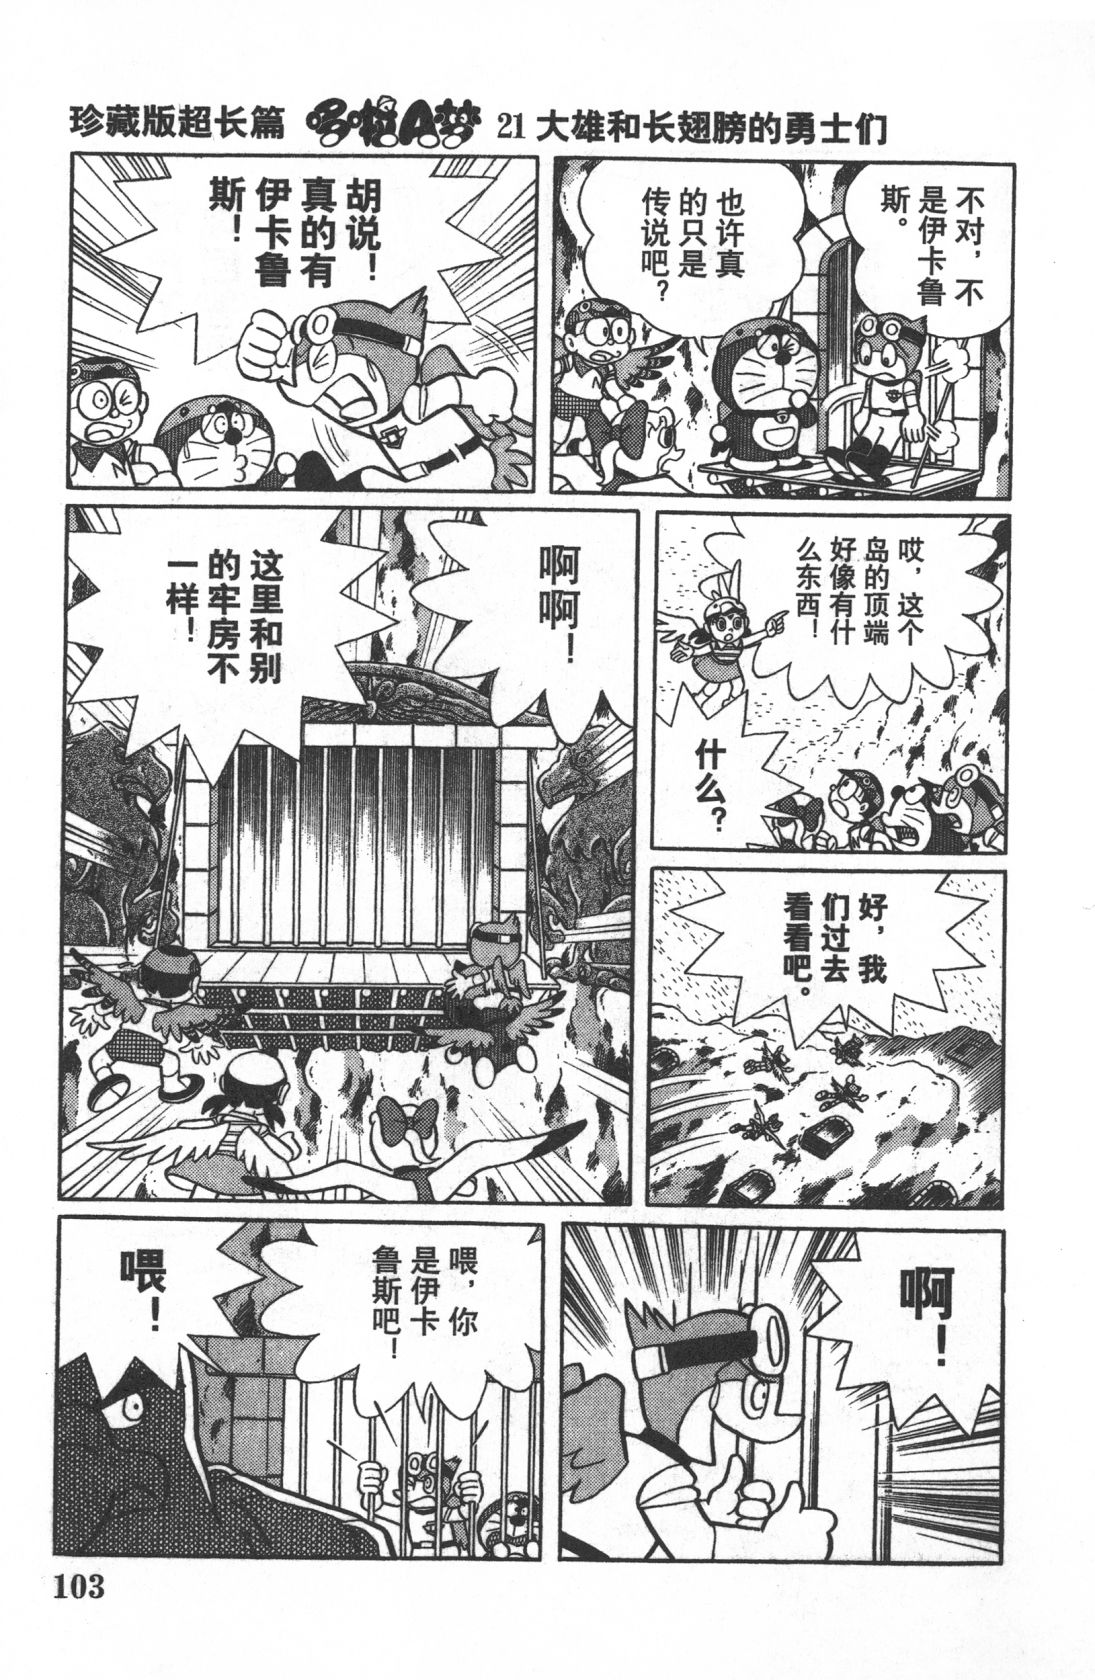 珍藏版超长篇 哆啦A梦 21 大雄和长翅膀的勇士们
不对，不
是伊卡鲁
斯。
也许真
的只是
传说吧？
胡说！
真的有
伊卡鲁
斯！
哎，这个
岛的顶端
好像有什
么东西！
什么？
好，我
们过去
看看吧。
啊啊！
这里和别
的牢房不
一样！
啊！
喂，你
是伊卡
鲁斯吧！
喂！
103